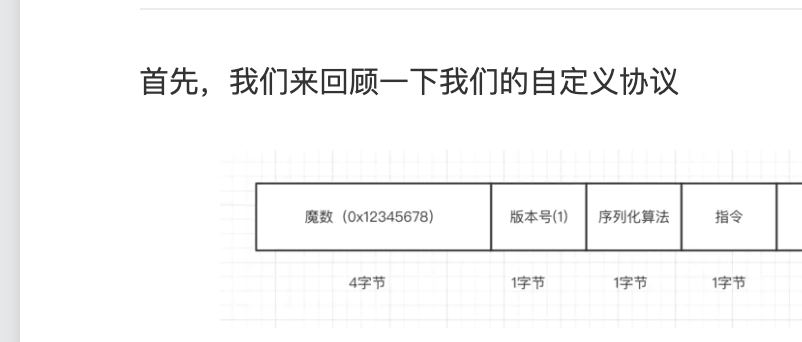 首先，我们来回顾一下我们的自定义协议
魔数（0x12345678） 版本号(1) 序列化算法 指令
4字节 1字节 1字节 1字节